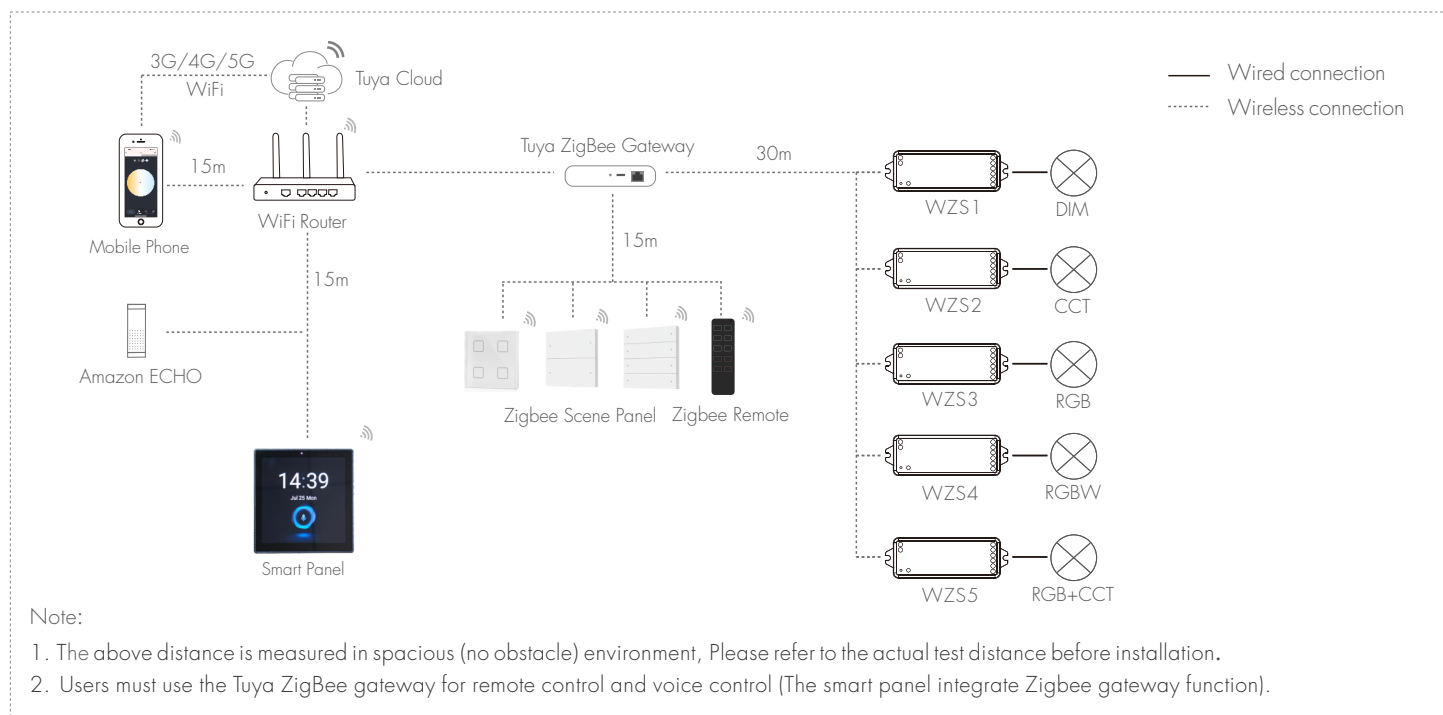 3G/4G/5G
WiFi
Tuya Cloud
Wired connection
Wireless connection
15m
Tuya ZigBee Gateway
30m
WZS1
DIM
WiFi Router
Mobile Phone
15m
15m
WZS2
CCT
Amazon ECHO
WZS3
RGB
Zigbee Scene Panel
Zigbee Remote
14:39
Jul 25 Mon
WZS4
RGBW
Smart Panel
WZS5
RGB+CCT
Note:
1. The above distance is measured in spacious (no obstacle) environment, Please refer to the actual test distance before installation.
2. Users must use the Tuya ZigBee gateway for remote control and voice control (The smart panel integrate Zigbee gateway function).